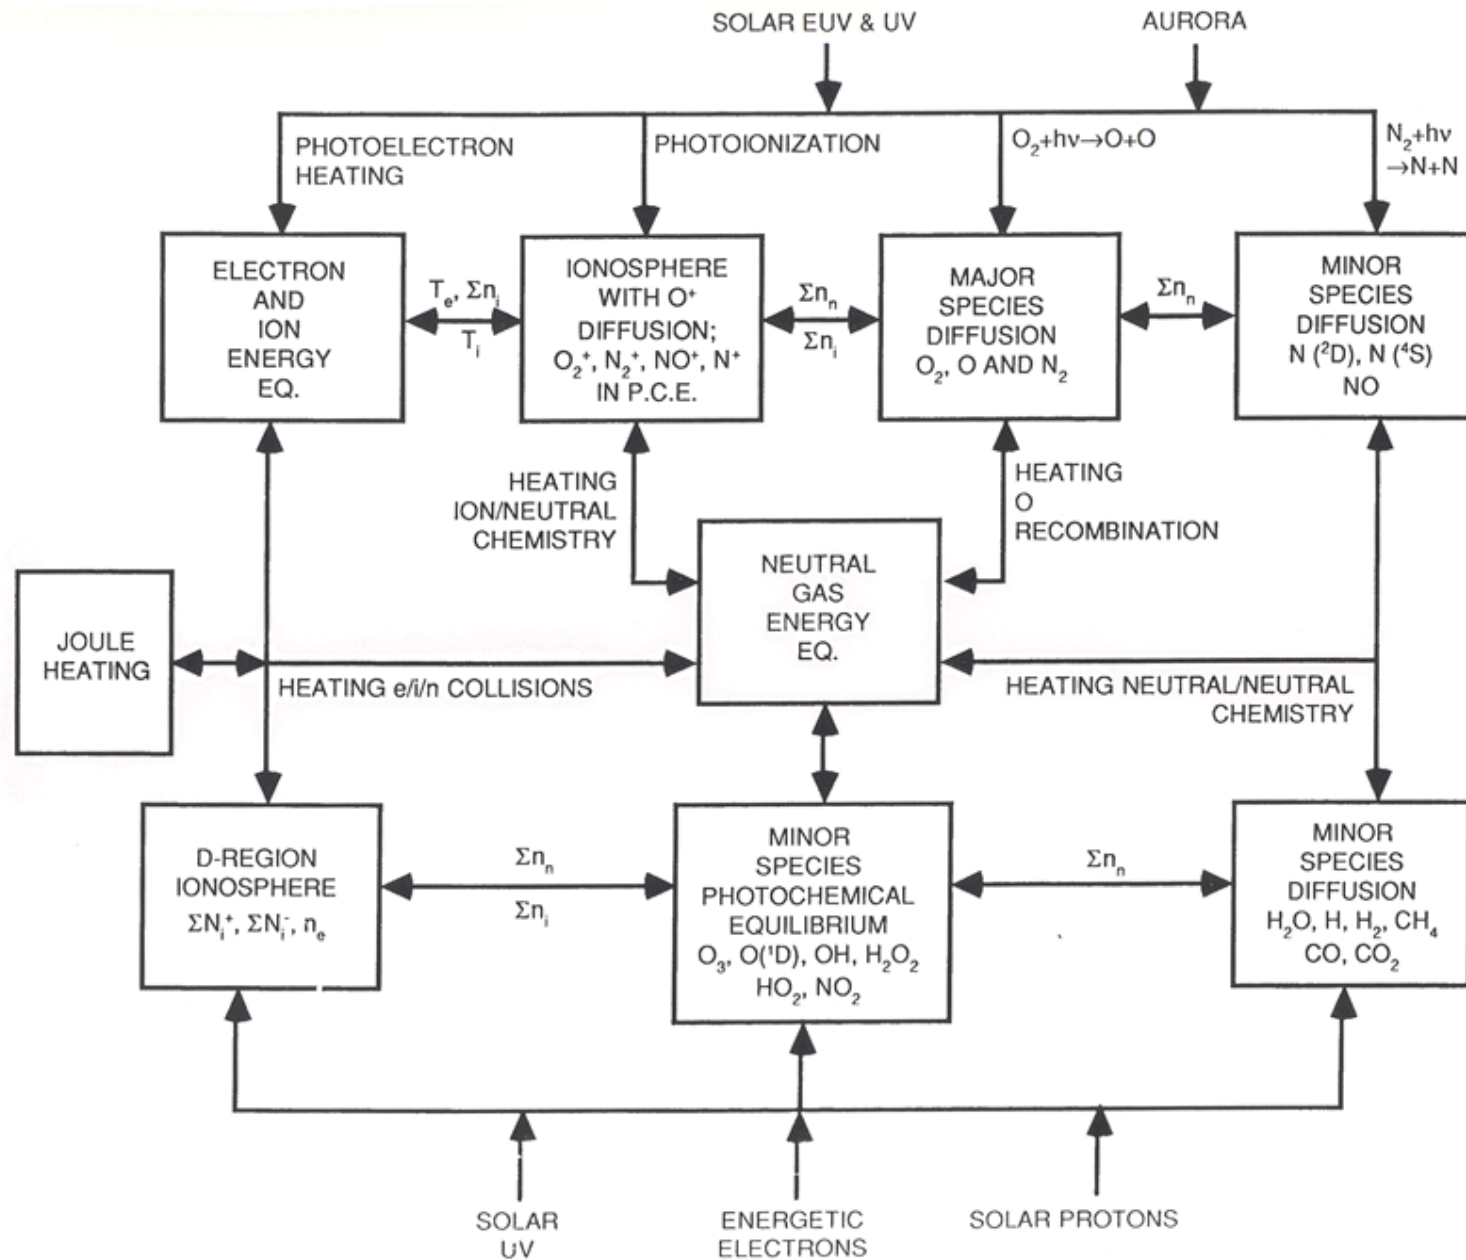 SOLAR EUV & UV
AURORA
PHOTOELECTRON
HEATING
PHOTOIONIZATION
O₂+hν→O+O
N₂+hν
→N+N
ELECTRON
AND
ION
ENERGY
EQ.
Tₑ, Σnᵢ
Tᵢ
IONOSPHERE
WITH O⁺
DIFFUSION;
O₂⁺, N₂⁺, NO⁺, N⁺
IN P.C.E.
Σnₙ
Σnᵢ
MAJOR
SPECIES
DIFFUSION
O₂, O AND N₂
Σnₙ
MINOR
SPECIES
DIFFUSION
N (²D), N (⁴S)
NO
HEATING
ION/NEUTRAL
CHEMISTRY
HEATING
O
RECOMBINATION
NEUTRAL
GAS
ENERGY
EQ.
JOULE
HEATING
HEATING e/i/n COLLISIONS
HEATING NEUTRAL/NEUTRAL
CHEMISTRY
D-REGION
IONOSPHERE
ΣNᵢ⁺, ΣNᵢ⁻, nₑ
Σnₙ
Σnᵢ
MINOR
SPECIES
PHOTOCHEMICAL
EQUILIBRIUM
O₃, O(¹D), OH, H₂O₂
HO₂, NO₂
Σnₙ
MINOR
SPECIES
DIFFUSION
H₂O, H, H₂, CH₄
CO, CO₂
SOLAR
UV
ENERGETIC
ELECTRONS
SOLAR PROTONS